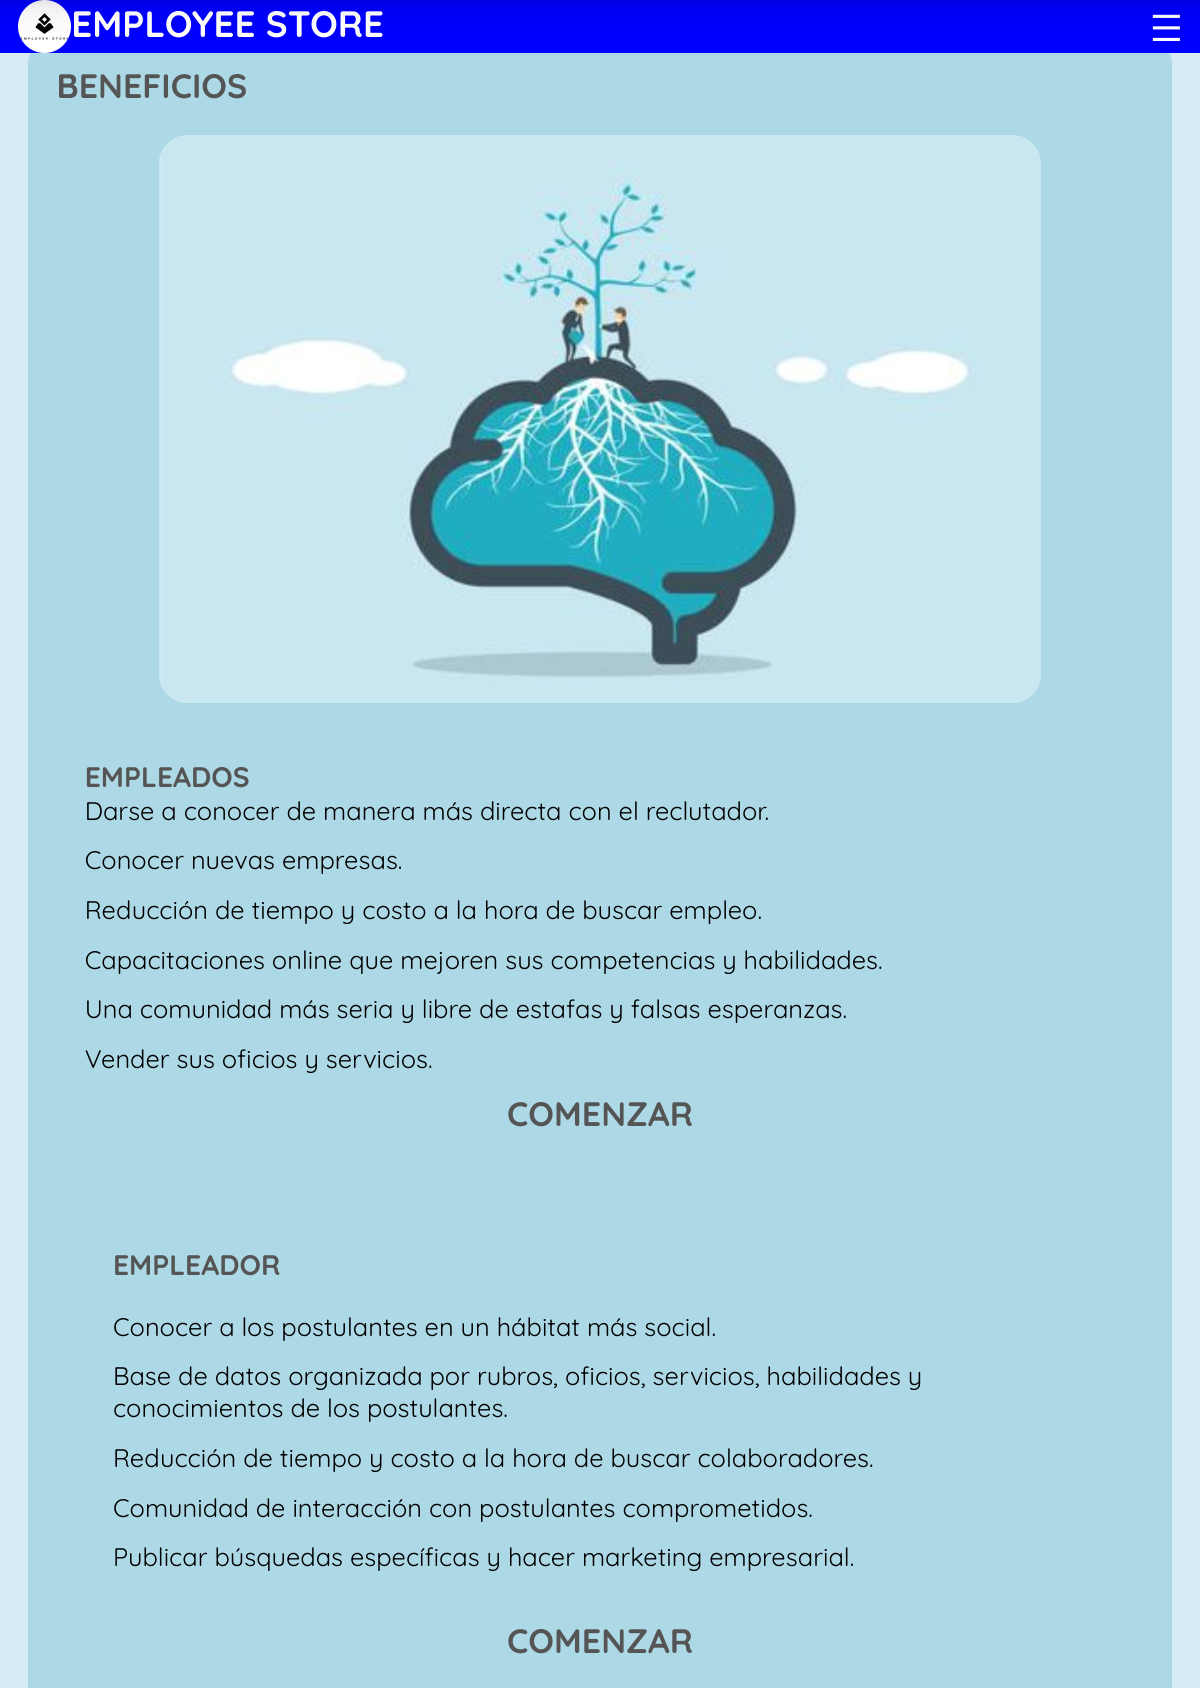 EMPLOYEE STORE
BENEFICIOS
EMPLEADOS
Darse a conocer de manera más directa con el reclutador.
Conocer nuevas empresas.
Reducción de tiempo y costo a la hora de buscar empleo.
Capacitaciones online que mejoren sus competencias y habilidades.
Una comunidad más seria y libre de estafas y falsas esperanzas.
Vender sus oficios y servicios.
COMENZAR
EMPLEADOR
Conocer a los postulantes en un hábitat más social.
Base de datos organizada por rubros, oficios, servicios, habilidades y
conocimientos de los postulantes.
Reducción de tiempo y costo a la hora de buscar colaboradores.
Comunidad de interacción con postulantes comprometidos.
Publicar búsquedas específicas y hacer marketing empresarial.
COMENZAR